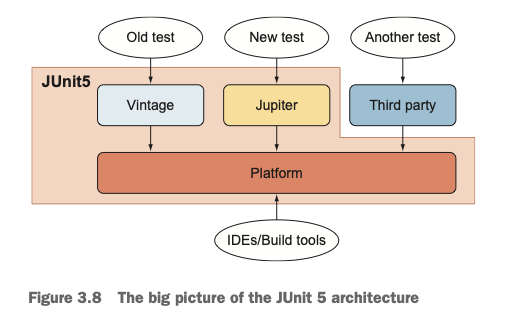 Old test
New test
Another test
JUnit5
Vintage
Jupiter
Third party
Platform
IDEs/Build tools
Figure 3.8 The big picture of the JUnit 5 architecture